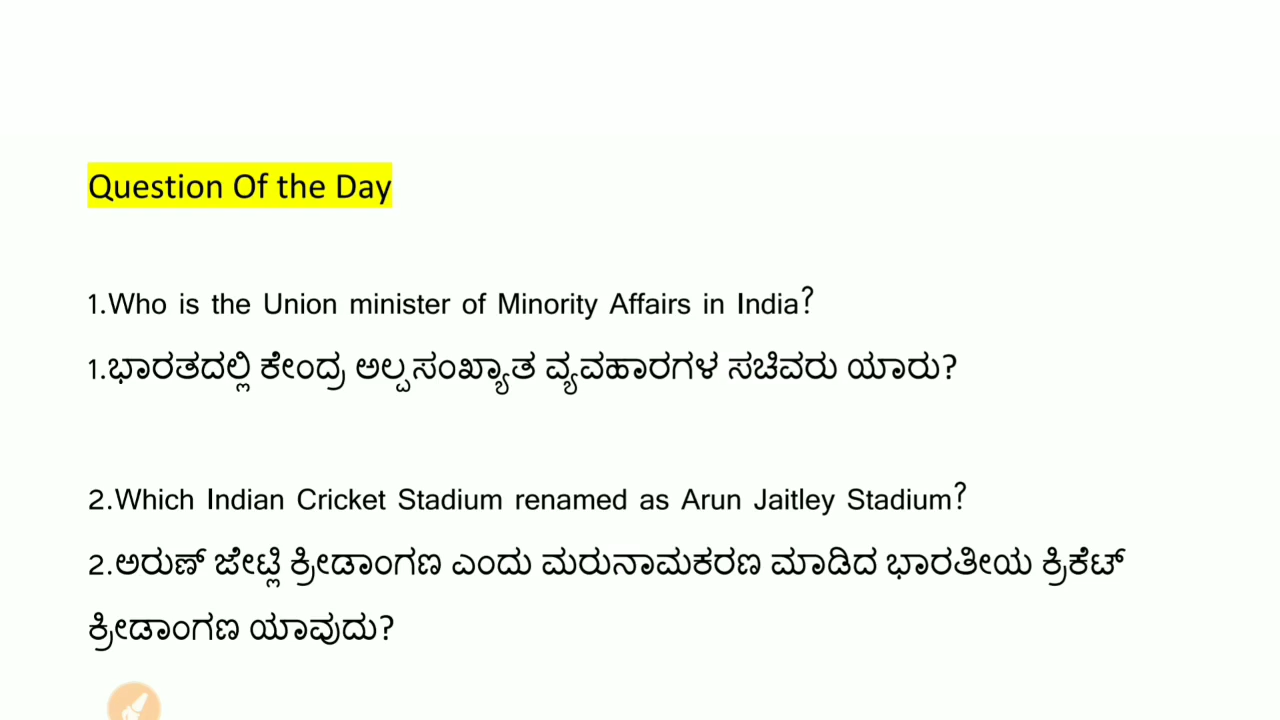 Question Of the Day
1.Who is the Union minister of Minority Affairs in India?
1.ಭಾರತದಲ್ಲಿ ಕೇಂದ್ರ ಅಲ್ಪಸಂಖ್ಯಾತ ವ್ಯವಹಾರಗಳ ಸಚಿವರು ಯಾರು?
2.Which Indian Cricket Stadium renamed as Arun Jaitley Stadium?
2.ಅರುಣ್ ಜೇಟ್ಲಿ ಕ್ರೀಡಾಂಗಣ ಎಂದು ಮರುನಾಮಕರಣ ಮಾಡಿದ ಭಾರತೀಯ ಕ್ರಿಕೆಟ್
ಕ್ರೀಡಾಂಗಣ ಯಾವುದು?